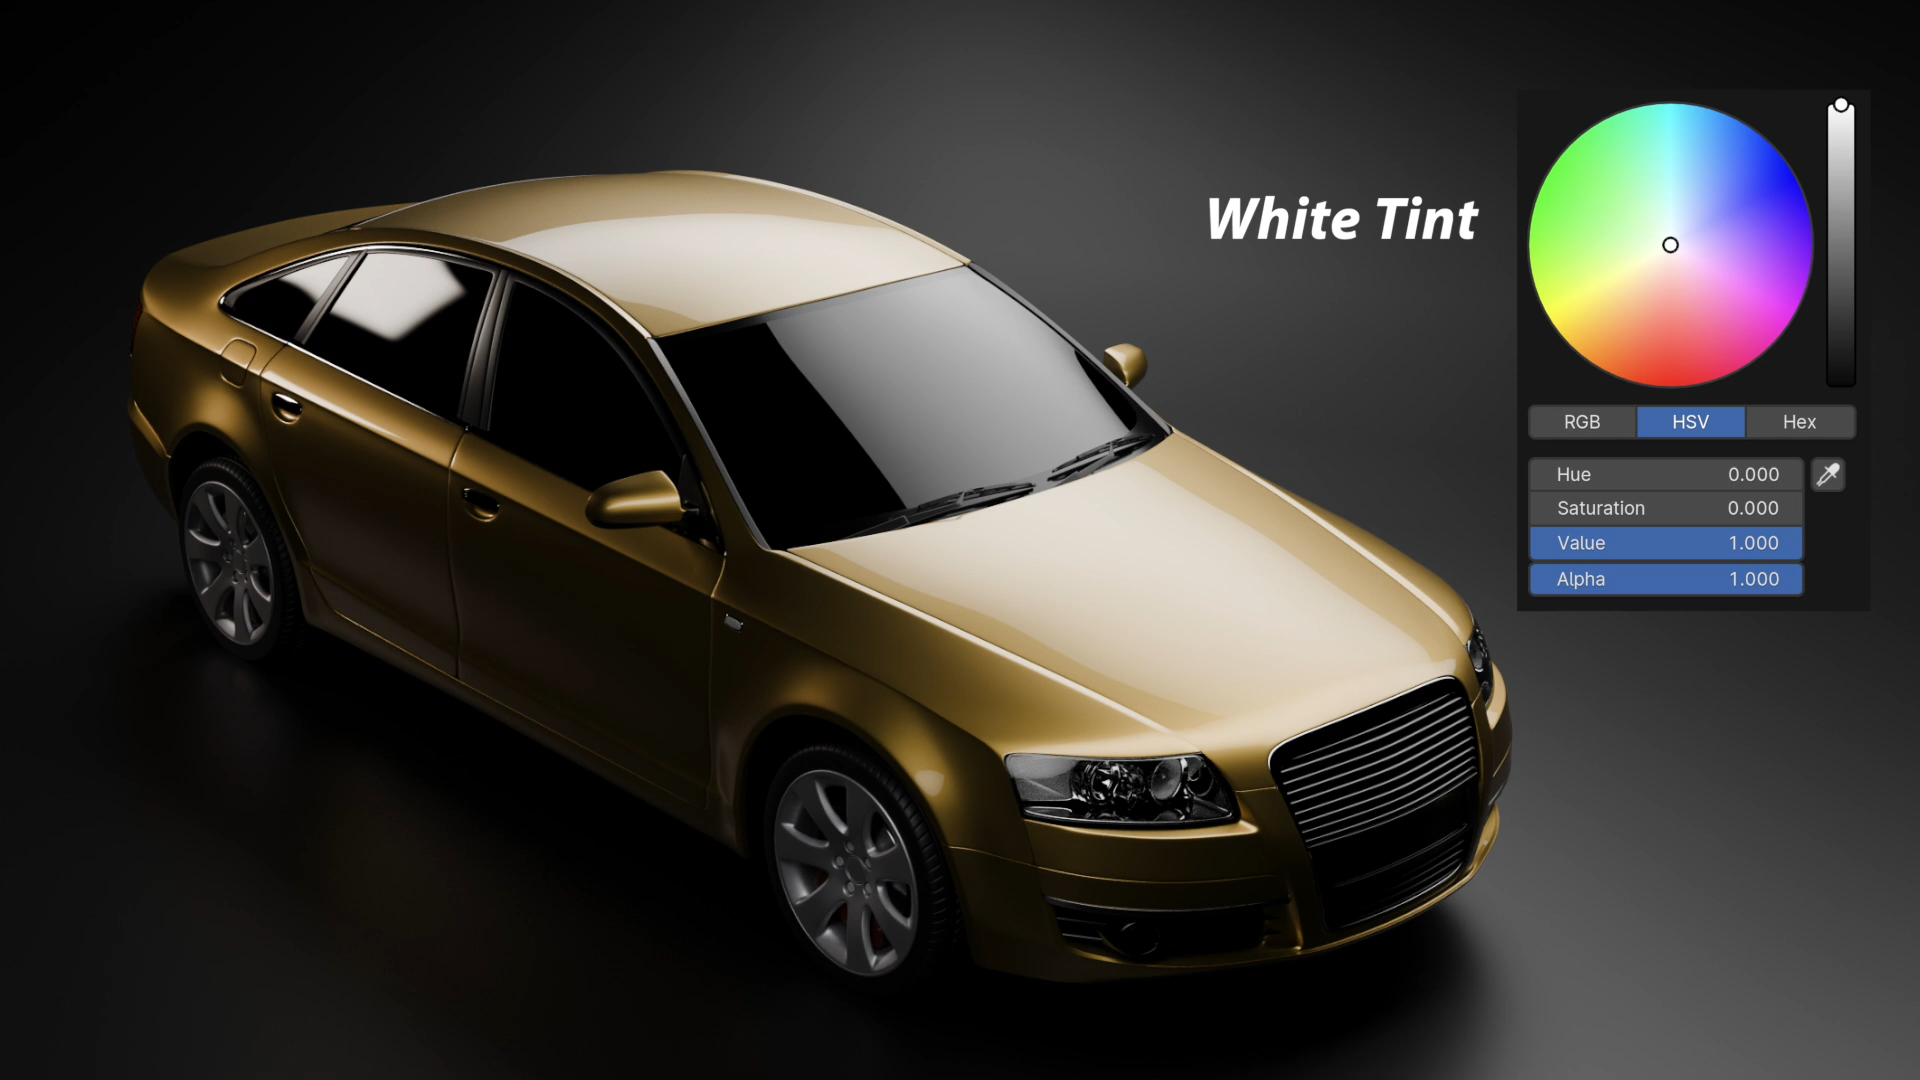 White Tint
RGB HSV Hex
Hue 0.000
Saturation 0.000
Value 1.000
Alpha 1.000